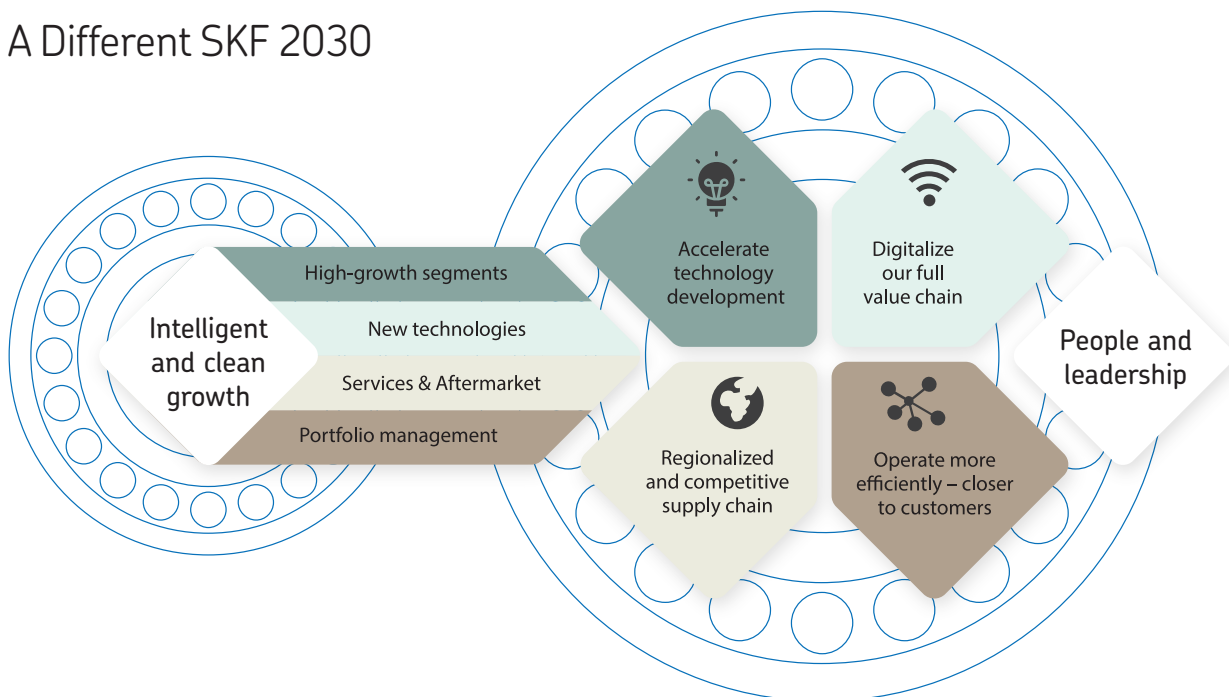 A Different SKF 2030
Intelligent
and clean
growth
High-growth segments
New technologies
Services & Aftermarket
Portfolio management
Accelerate
technology
development
Digitalize
our full
value chain
Regionalized
and competitive
supply chain
Operate more
efficiently – closer
to customers
People and
leadership